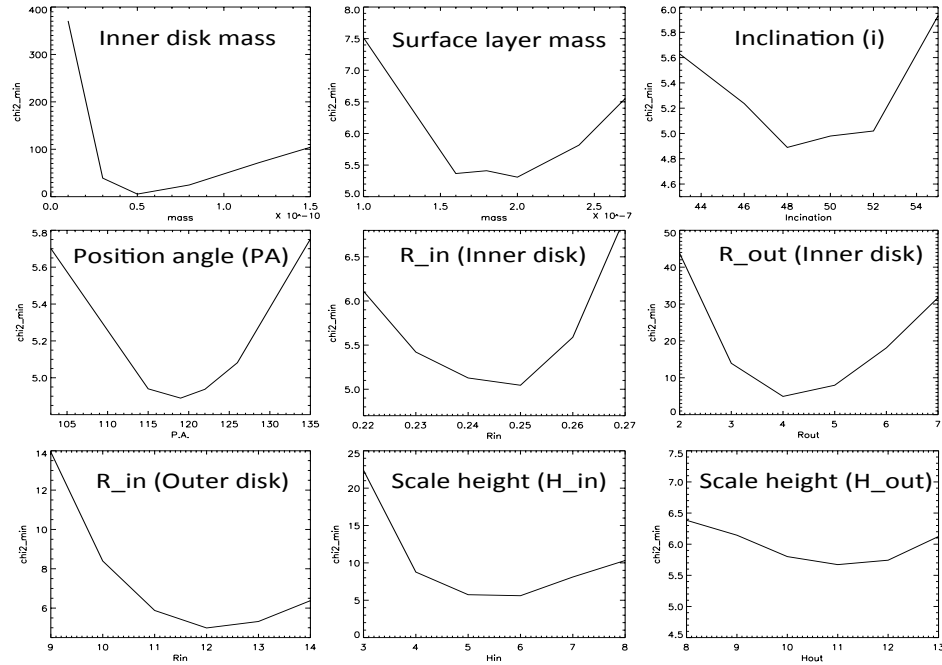 Inner disk mass
400
300
200
100
0
chi2_min
0.0 0.5 1.0 1.5
mass
X 10^-10
Surface layer mass
8.0
7.5
7.0
6.5
6.0
5.5
5.0
chi2_min
1.0 1.5 2.0 2.5
mass
X 10^-7
Inclination (i)
6.0
5.8
5.6
5.4
5.2
5.0
4.8
4.6
chi2_min
44 46 48 50 52 54
Incination
Position angle (PA)
5.8
5.6
5.4
5.2
5.0
chi2_min
105 110 115 120 125 130 135
P.A.
R_in (Inner disk)
6.5
6.0
5.5
5.0
chi2_min
0.22 0.23 0.24 0.25 0.26 0.27
Rin
R_out (Inner disk)
50
40
30
20
10
0
chi2_min
2 3 4 5 6 7
Rout
R_in (Outer disk)
14
12
10
8
6
chi2_min
9 10 11 12 13 14
Rin
Scale height (H_in)
25
20
15
10
5
0
chi2_min
3 4 5 6 7 8
Hin
Scale height (H_out)
7.5
7.0
6.5
6.0
5.5
5.0
4.5
chi2_min
8 9 10 11 12 13
Hout